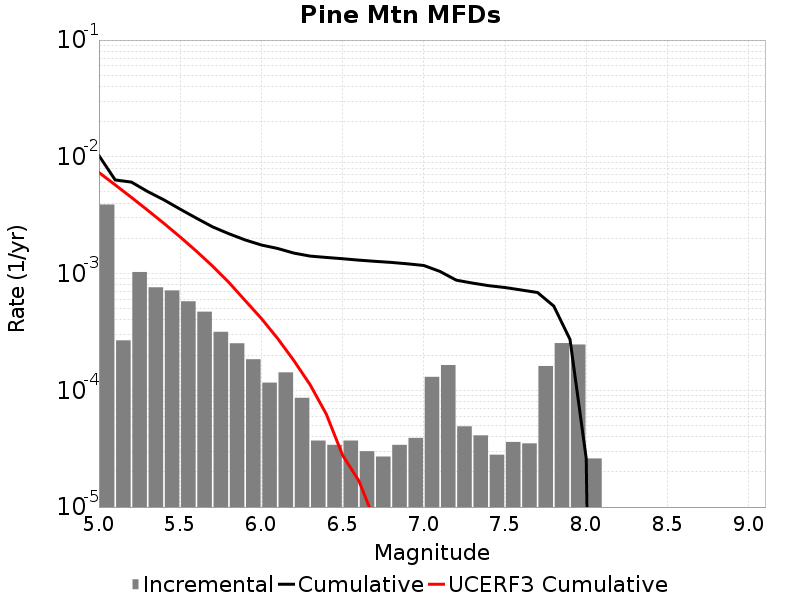 Pine Mtn MFDs
Rate (1/yr)
10-1
10-2
10-3
10-4
10-5
5.0 5.5 6.0 6.5 7.0 7.5 8.0 8.5 9.0
Magnitude
Incremental Cumulative UCERF3 Cumulative